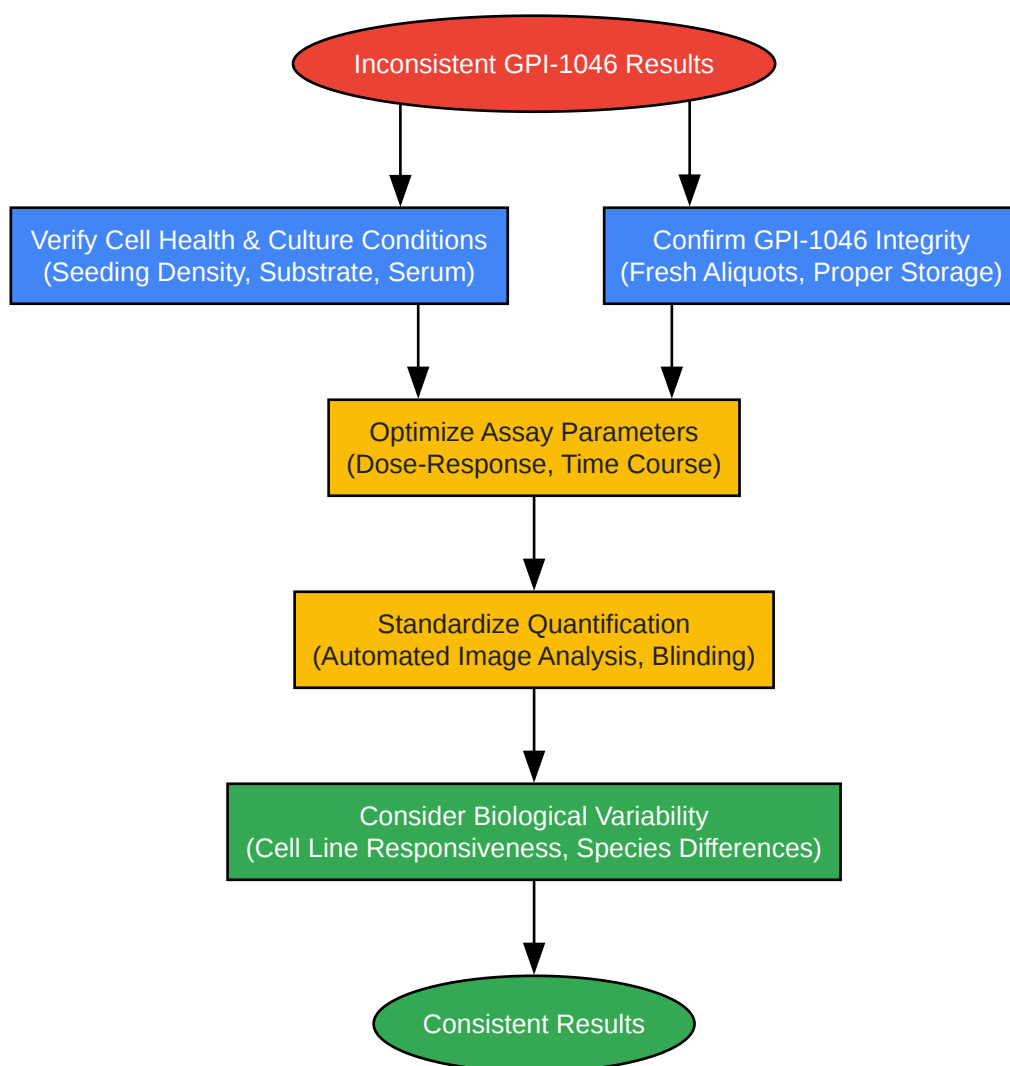 Inconsistent GPI-1046 Results
Verify Cell Health & Culture Conditions
(Seeding Density, Substrate, Serum)
Confirm GPI-1046 Integrity
(Fresh Aliquots, Proper Storage)
Optimize Assay Parameters
(Dose-Response, Time Course)
Standardize Quantification
(Automated Image Analysis, Blinding)
Consider Biological Variability
(Cell Line Responsiveness, Species Differences)
Consistent Results